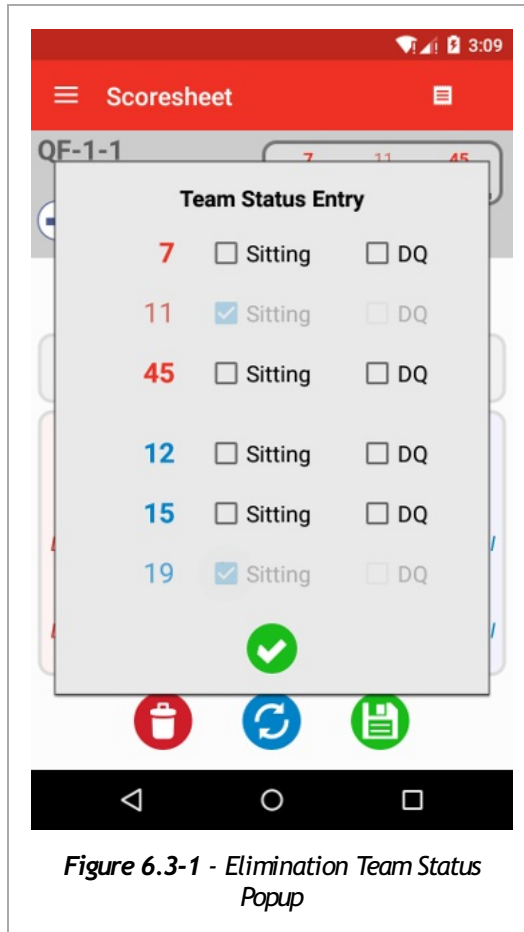 3:09
Scoresheet
QF-1-1
7 11 45
Team Status Entry
7 Sitting DQ
11 Sitting DQ
45 Sitting DQ
12 Sitting DQ
15 Sitting DQ
19 Sitting DQ
Figure 6.3-1 - Elimination Team Status
Popup